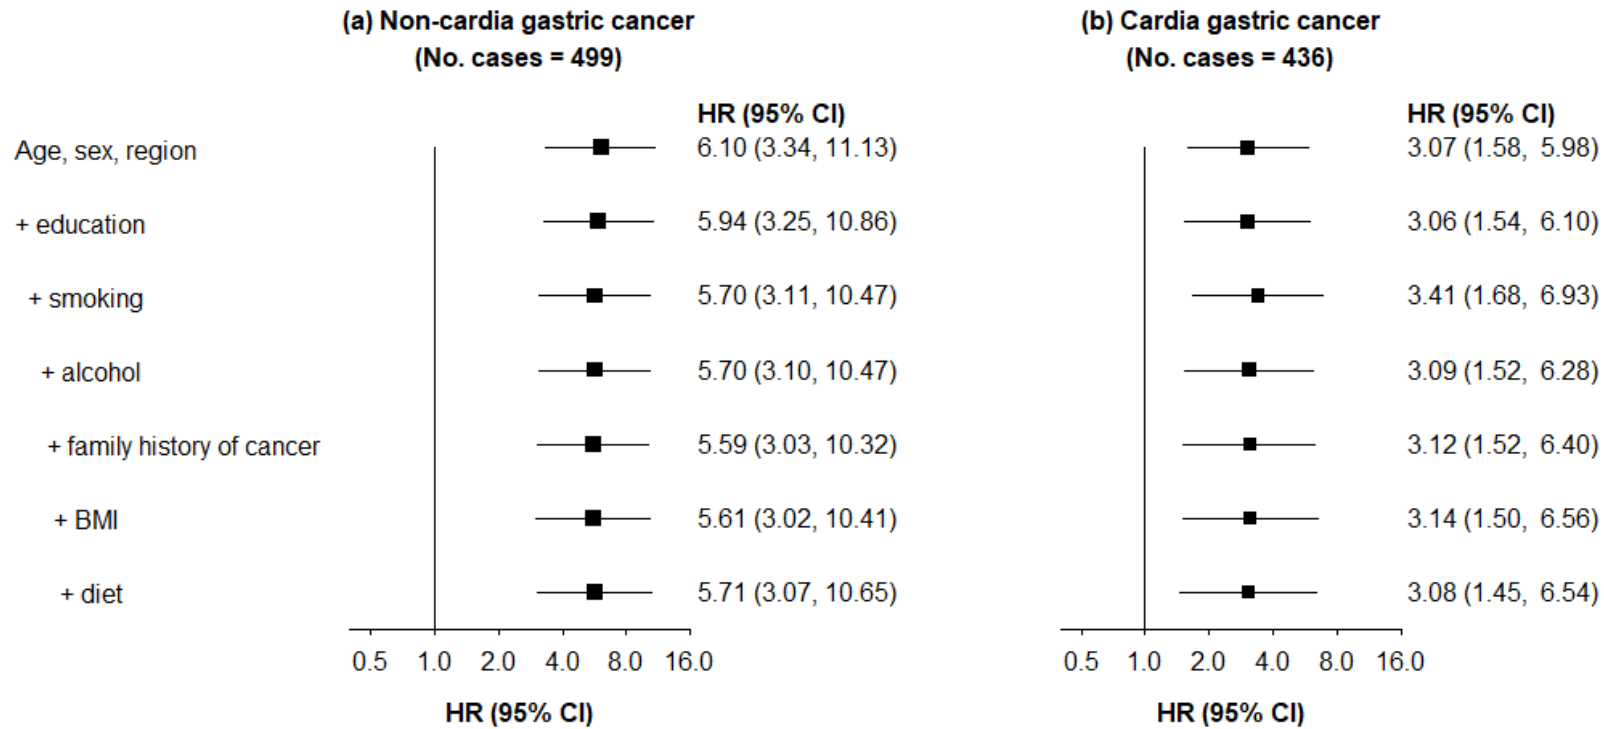 (a) Non-cardia gastric cancer
(No. cases = 499)
(b) Cardia gastric cancer
(No. cases = 436)
HR (95% CI)
HR (95% CI)
Age, sex, region
6.10 (3.34, 11.13)
3.07 (1.58, 5.98)
+ education
5.94 (3.25, 10.86)
3.06 (1.54, 6.10)
+ smoking
5.70 (3.11, 10.47)
3.41 (1.68, 6.93)
+ alcohol
5.70 (3.10, 10.47)
3.09 (1.52, 6.28)
+ family history of cancer
5.59 (3.03, 10.32)
3.12 (1.52, 6.40)
+ BMI
5.61 (3.02, 10.41)
3.14 (1.50, 6.56)
+ diet
5.71 (3.07, 10.65)
3.08 (1.45, 6.54)
0.5 1.0 2.0 4.0 8.0 16.0
0.5 1.0 2.0 4.0 8.0 16.0
HR (95% CI)
HR (95% CI)